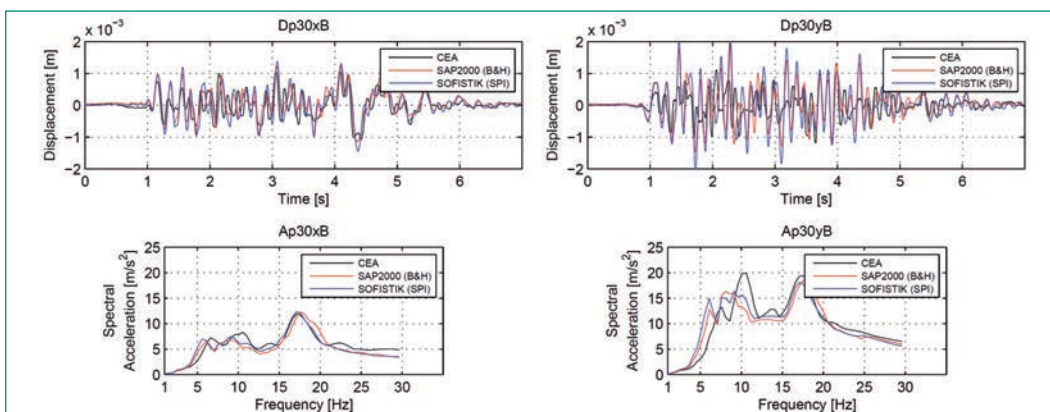 Dp30xB
x 10⁻³
Displacement [m]
2
1
0
−1
−2
0 1 2 3 4 5 6
Time [s]
CEA
SAP2000 (B&H)
SOFISTIK (SPI)
Dp30yB
x 10⁻³
Displacement [m]
2
1
0
−1
−2
0 1 2 3 4 5 6
Time [s]
CEA
SAP2000 (B&H)
SOFISTIK (SPI)
Ap30xB
Spectral
Acceleration [m/s²]
25
20
15
10
5
0
1 5 10 15 20 25 30
Frequency [Hz]
CEA
SAP2000 (B&H)
SOFISTIK (SPI)
Ap30yB
Spectral
Acceleration [m/s²]
25
20
15
10
5
0
1 5 10 15 20 25 30
Frequency [Hz]
CEA
SAP2000 (B&H)
SOFISTIK (SPI)